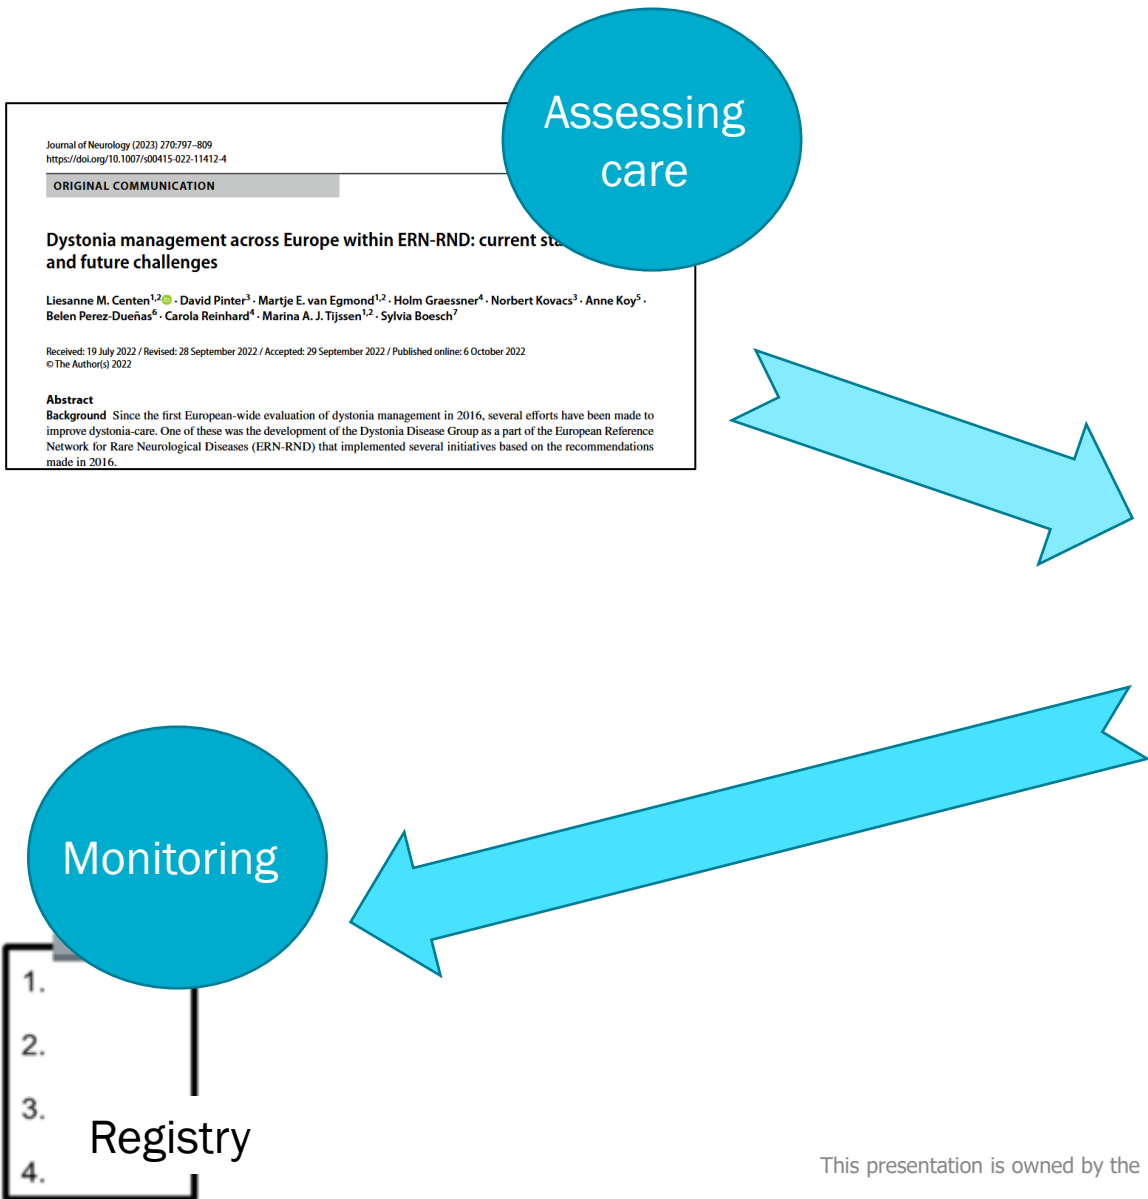 Assessing
care
Journal of Neurology (2023) 270:797–809
https://doi.org/10.1007/s00415-022-11412-4
ORIGINAL COMMUNICATION
Dystonia management across Europe within ERN-RND: current
and future challenges
Liesanne M. Centen1,2 · David Pinter3 · Martje E. van Egmond1,2 · Holm Graessner4 · Norbert Kovacs3 · Anne Koy5 ·
Belen Perez-Dueñas6 · Carola Reinhard4 · Marina A. J. Tijssen1,2 · Sylvia Boesch7
Received: 19 July 2022 / Revised: 28 September 2022 / Accepted: 29 September 2022 / Published online: 6 October 2022
© The Author(s) 2022
Abstract
Background Since the first European-wide evaluation of dystonia management in 2016, several efforts have been made to
improve dystonia-care. One of these was the development of the Dystonia Disease Group as a part of the European Reference
Network for Rare Neurological Diseases (ERN-RND) that implemented several initiatives based on the recommendations
made in 2016.
Monitoring
1.
2.
3.
Registry
4.
This presentation is owned by the